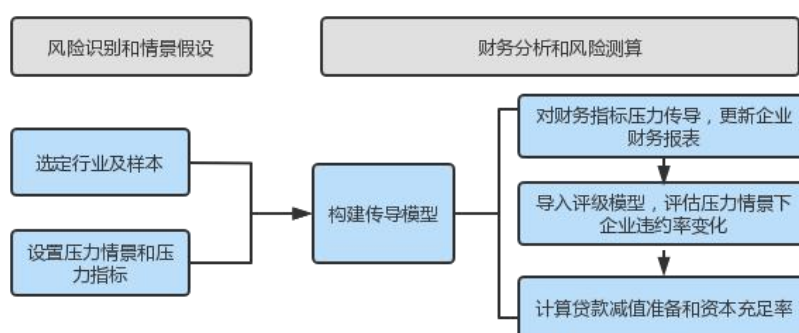 风险识别和情景假设
财务分析和风险测算
选定行业及样本
设置压力情景和压
力指标
构建传导模型
对财务指标压力传导，更新企业
财务报表
导入评级模型，评估压力情景下
企业违约率变化
计算贷款减值准备和资本充足率